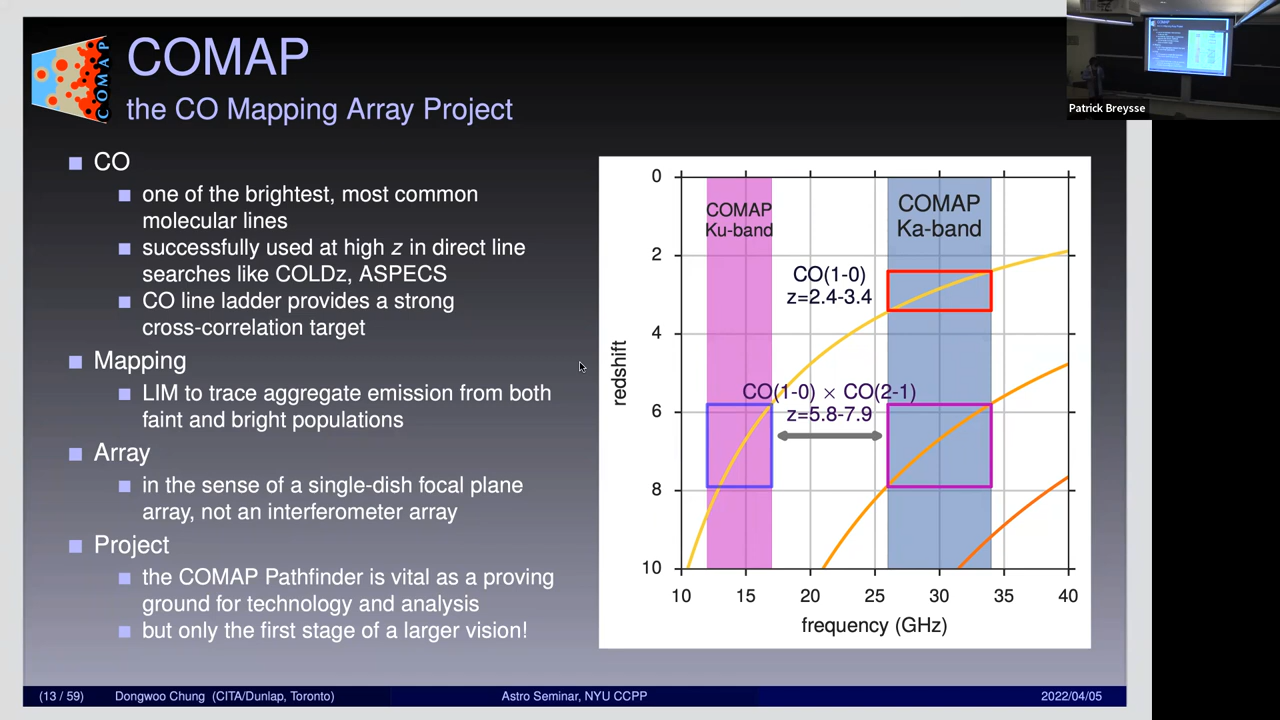 COMAP
COMAP
the CO Mapping Array Project
Patrick Breysse
CO
one of the brightest, most common
molecular lines
successfully used at high z in direct line
searches like COLDz, ASPECS
CO line ladder provides a strong
cross-correlation target
Mapping
LIM to trace aggregate emission from both
faint and bright populations
Array
in the sense of a single-dish focal plane
array, not an interferometer array
Project
the COMAP Pathfinder is vital as a proving
ground for technology and analysis
but only the first stage of a larger vision!
COMAP
Ku-band
COMAP
Ka-band
CO(1-0)
z=2.4-3.4
CO(1-0) × CO(2-1)
z=5.8-7.9
redshift
0
2
4
6
8
10
10 15 20 25 30 35 40
frequency (GHz)
(13 / 59) Dongwoo Chung (CITA/Dunlap, Toronto) Astro Seminar, NYU CCPP 2022/04/05